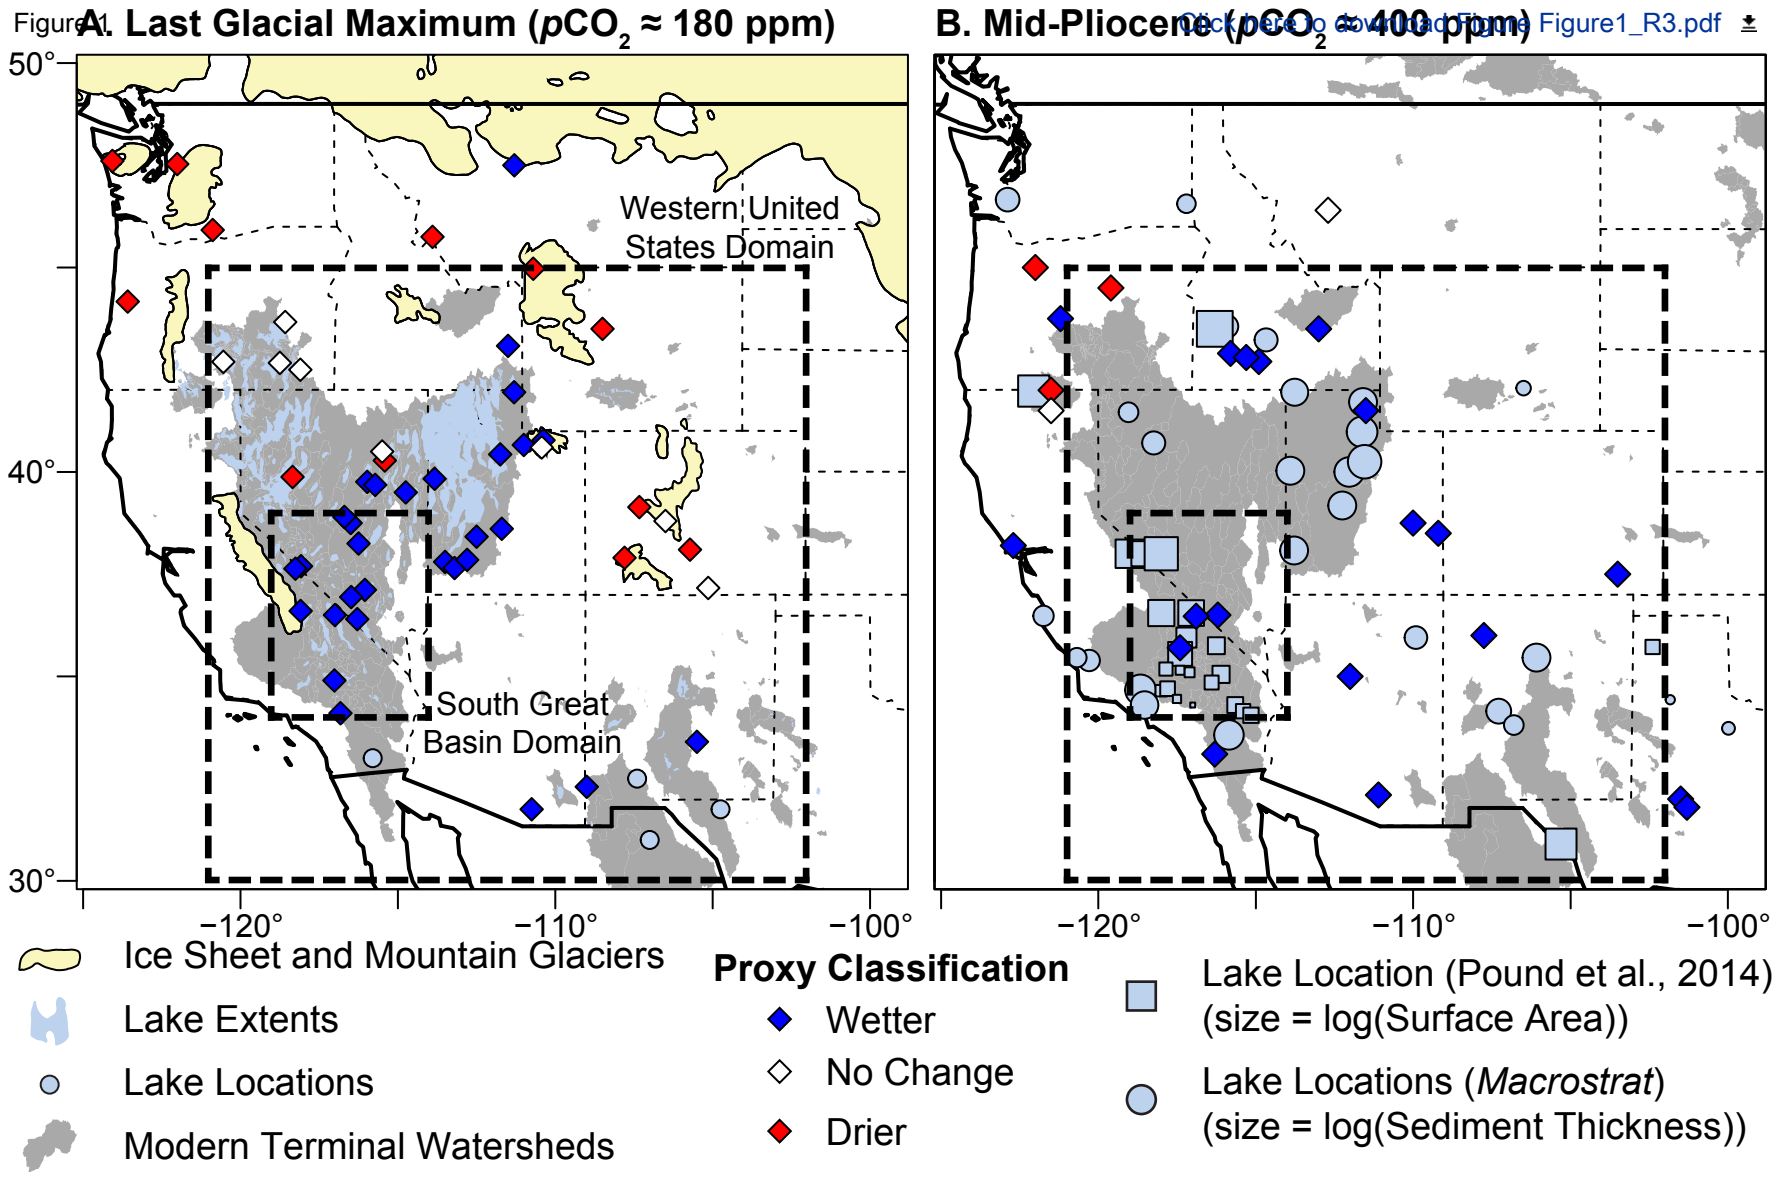 Figure 1
Click here to download Figure Figure1_R3.pdf
A. Last Glacial Maximum (pCO₂ ≈ 180 ppm)
B. Mid-Pliocene (pCO₂ ≈ 400 ppm)
50°
40°
30°
Western United
States Domain
South Great
Basin Domain
−120°
−110°
−100°
−120°
−110°
−100°
Ice Sheet and Mountain Glaciers
Lake Extents
Lake Locations
Modern Terminal Watersheds
Proxy Classification
Wetter
No Change
Drier
Lake Location (Pound et al., 2014)
(size = log(Surface Area))
Lake Locations (Macrostrat)
(size = log(Sediment Thickness))